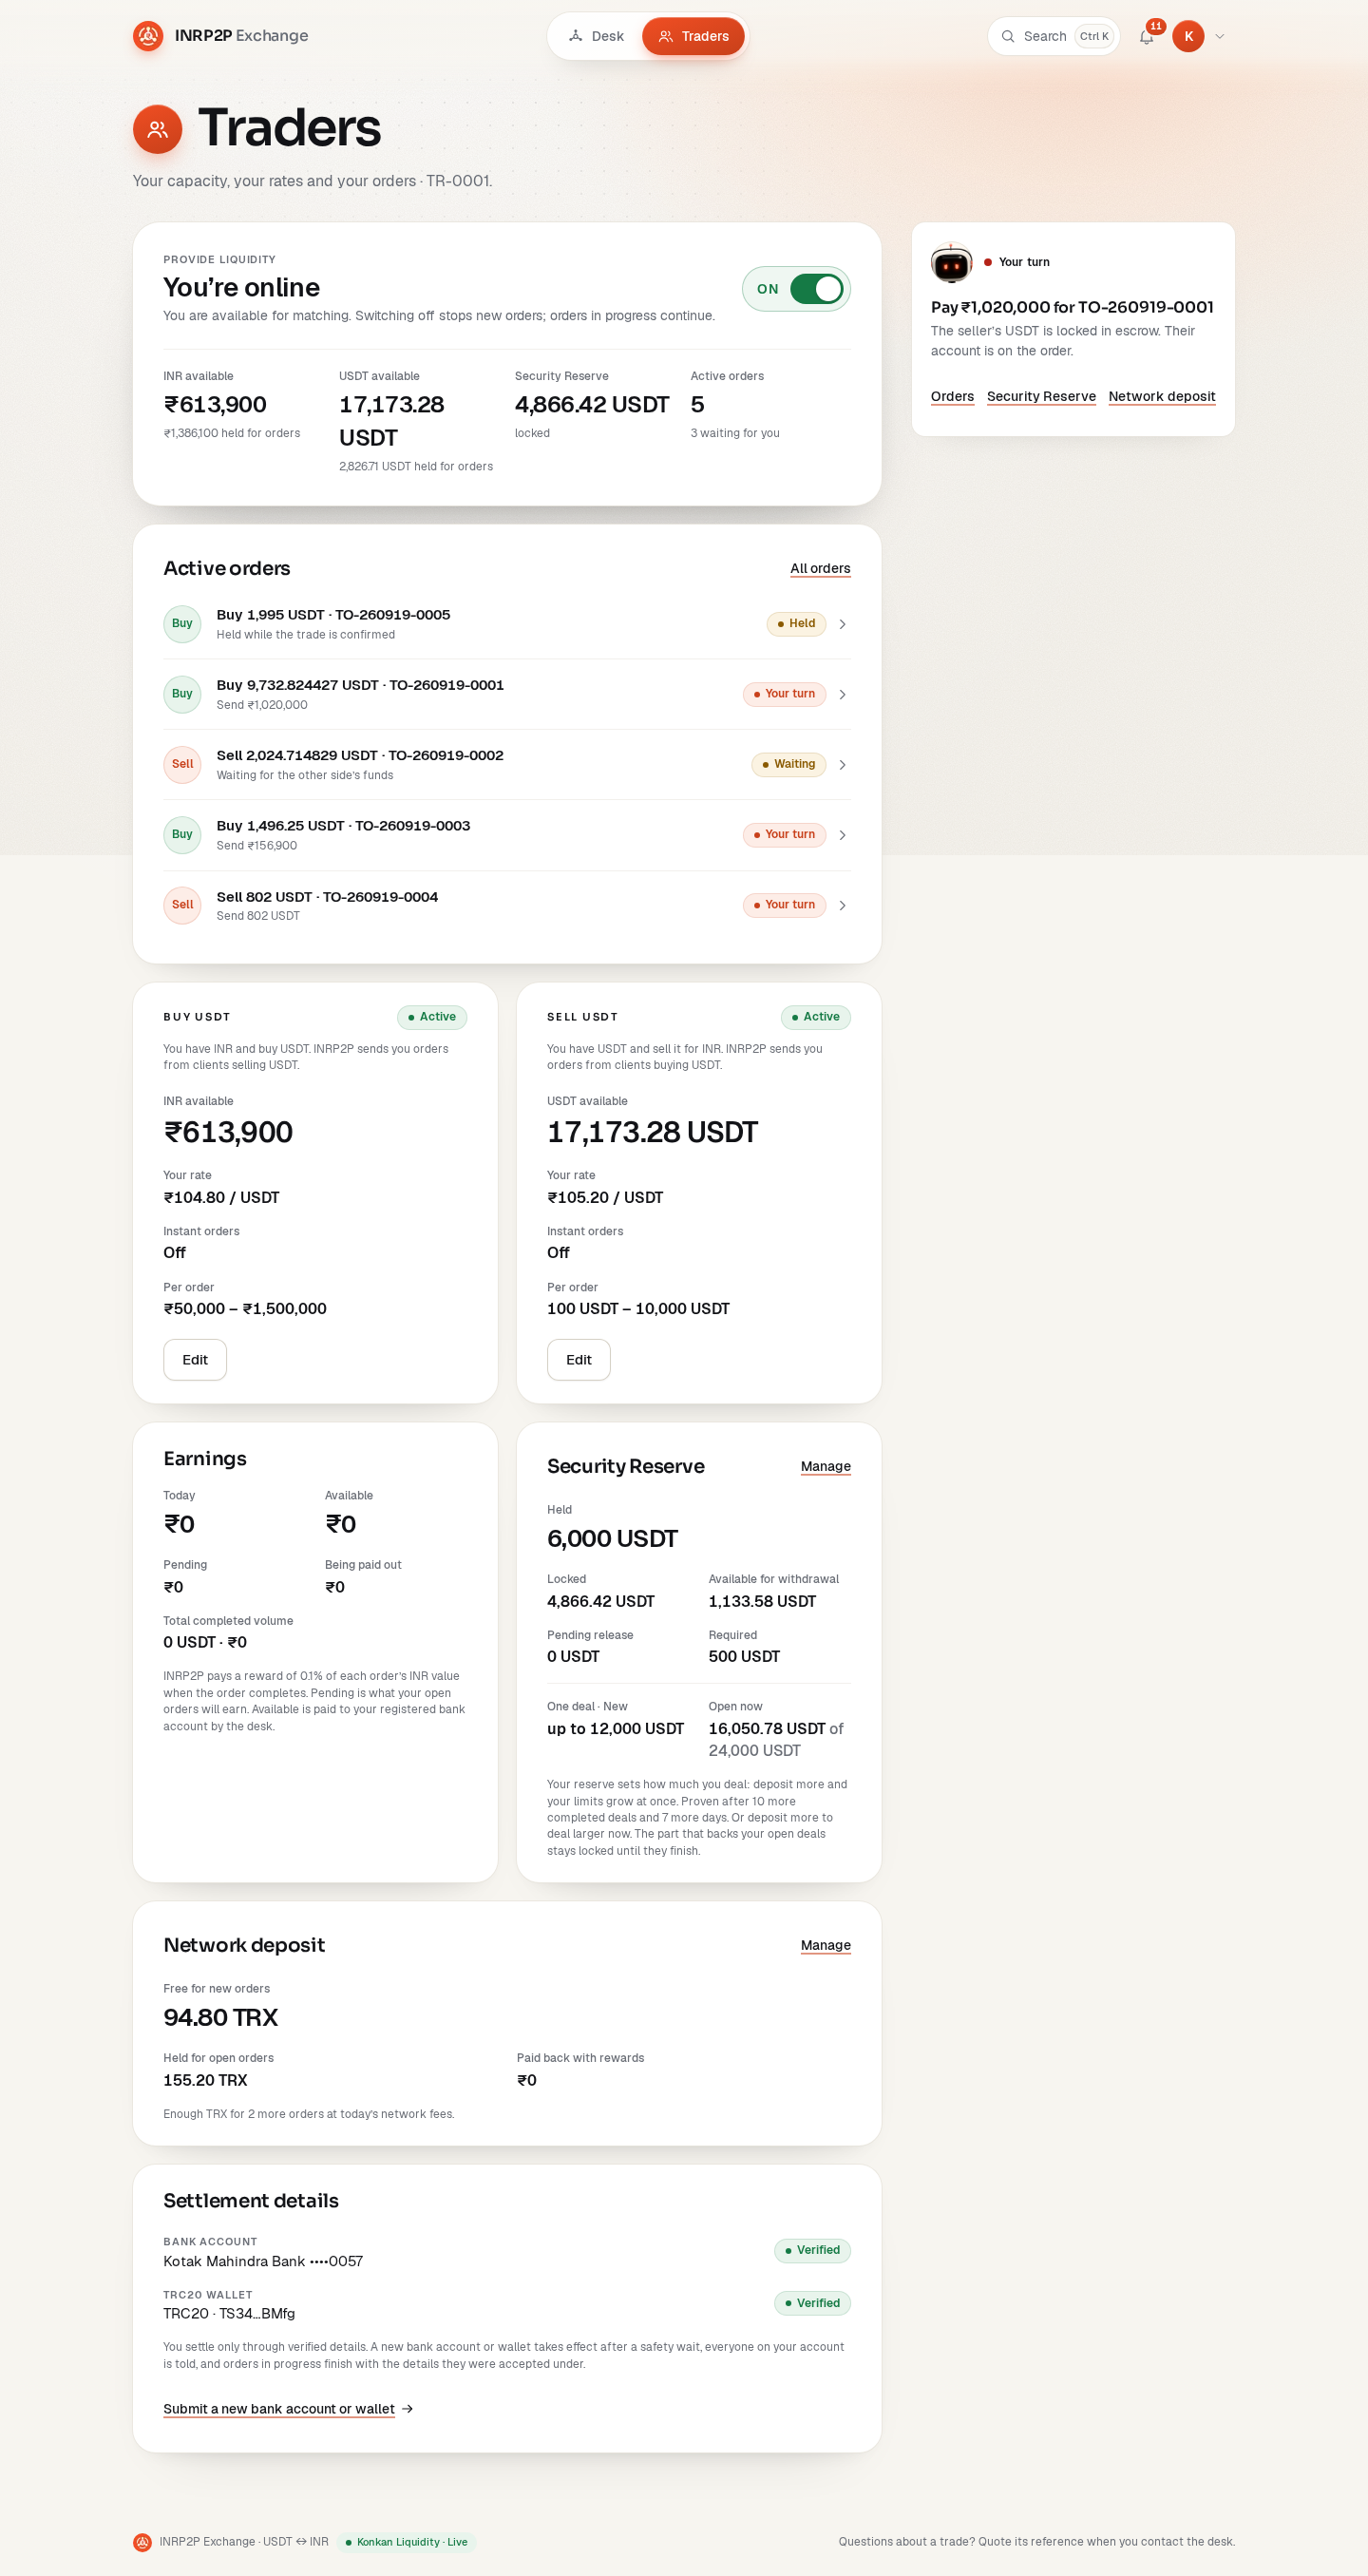 INRP2P Exchange
Desk
Traders
Search Ctrl K
11
K
Traders
Your capacity, your rates and your orders · TR-0001.
PROVIDE LIQUIDITY
You're online
You are available for matching. Switching off stops new orders; orders in progress continue.
ON
INR available
₹613,900
₹1,386,100 held for orders
USDT available
17,173.28
USDT
2,826.71 USDT held for orders
Security Reserve
4,866.42 USDT
locked
Active orders
5
3 waiting for you
Your turn
Pay ₹1,020,000 for TO-260919-0001
The seller's USDT is locked in escrow. Their
account is on the order.
Orders Security Reserve Network deposit
Active orders
All orders
Buy
Buy 1,995 USDT · TO-260919-0005
Held while the trade is confirmed
Held
Buy
Buy 9,732.824427 USDT · TO-260919-0001
Send ₹1,020,000
Your turn
Sell
Sell 2,024.714829 USDT · TO-260919-0002
Waiting for the other side's funds
Waiting
Buy
Buy 1,496.25 USDT · TO-260919-0003
Send ₹156,900
Your turn
Sell
Sell 802 USDT · TO-260919-0004
Send 802 USDT
Your turn
BUY USDT
Active
You have INR and buy USDT. INRP2P sends you orders
from clients selling USDT.
INR available
₹613,900
Your rate
₹104.80 / USDT
Instant orders
Off
Per order
₹50,000 – ₹1,500,000
Edit
SELL USDT
Active
You have USDT and sell it for INR. INRP2P sends you
orders from clients buying USDT.
USDT available
17,173.28 USDT
Your rate
₹105.20 / USDT
Instant orders
Off
Per order
100 USDT – 10,000 USDT
Edit
Earnings
Today
₹0
Available
₹0
Pending
₹0
Being paid out
₹0
Total completed volume
0 USDT · ₹0
INRP2P pays a reward of 0.1% of each order's INR value
when the order completes. Pending is what your open
orders will earn. Available is paid to your registered bank
account by the desk.
Security Reserve
Manage
Held
6,000 USDT
Locked
4,866.42 USDT
Available for withdrawal
1,133.58 USDT
Pending release
0 USDT
Required
500 USDT
One deal · New
up to 12,000 USDT
Open now
16,050.78 USDT of
24,000 USDT
Your reserve sets how much you deal: deposit more and
your limits grow at once. Proven after 10 more
completed deals and 7 more days. Or deposit more to
deal larger now. The part that backs your open deals
stays locked until they finish.
Network deposit
Manage
Free for new orders
94.80 TRX
Held for open orders
155.20 TRX
Paid back with rewards
₹0
Enough TRX for 2 more orders at today's network fees.
Settlement details
BANK ACCOUNT
Kotak Mahindra Bank ••••0057
Verified
TRC20 WALLET
TRC20 · TS34…BMfg
Verified
You settle only through verified details. A new bank account or wallet takes effect after a safety wait, everyone on your account
is told, and orders in progress finish with the details they were accepted under.
Submit a new bank account or wallet →
INRP2P Exchange · USDT ↔ INR
Konkan Liquidity · Live
Questions about a trade? Quote its reference when you contact the desk.